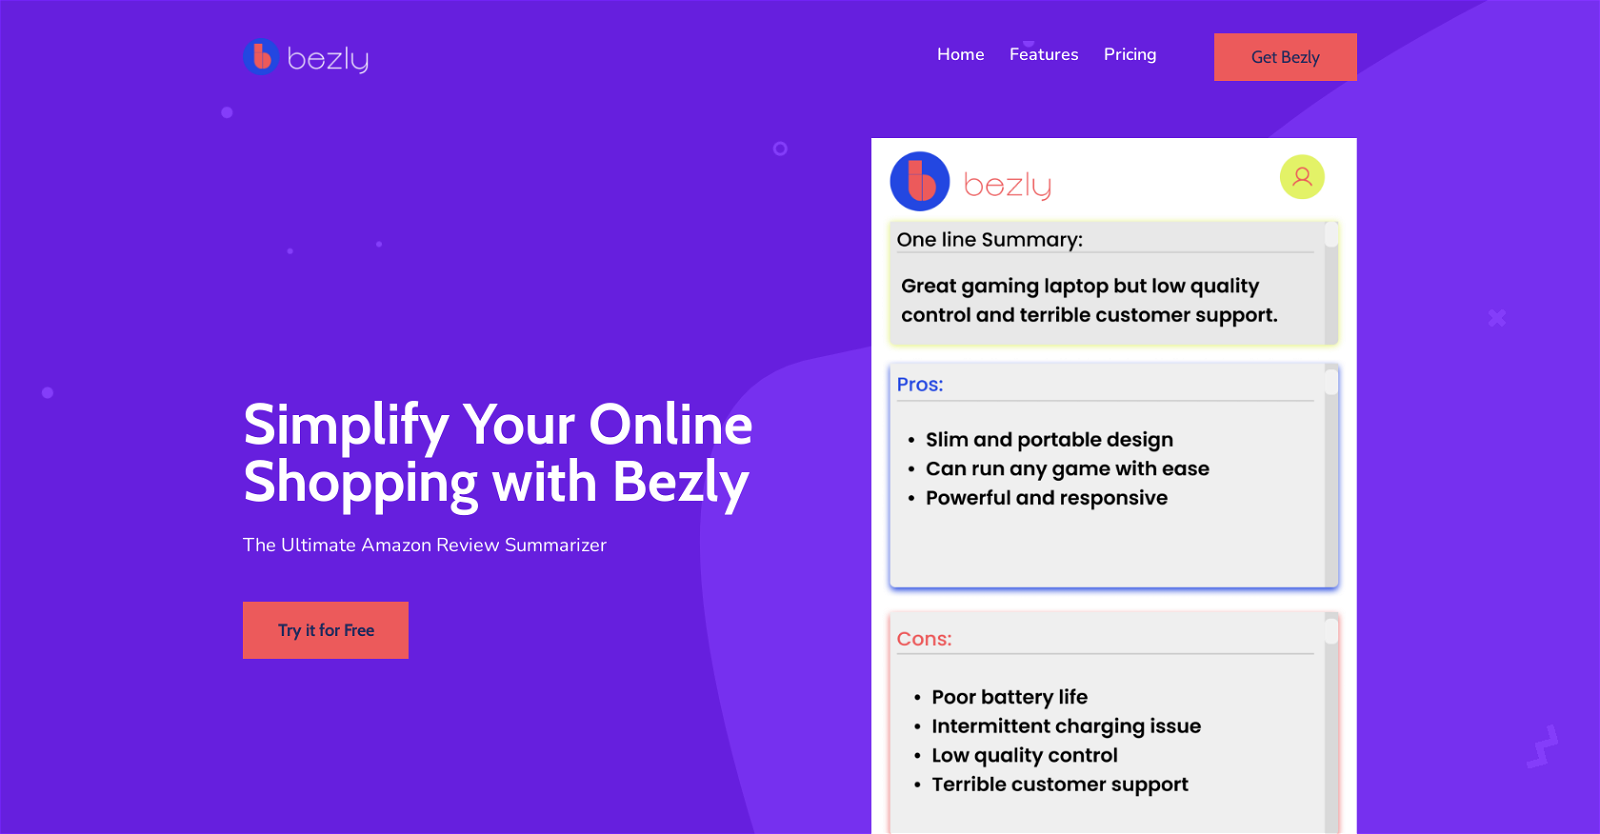 bezly
Home Features Pricing Get Bezly
Simplify Your Online
Shopping with Bezly
The Ultimate Amazon Review Summarizer
Try it for Free
b bezly
One line Summary:
Great gaming laptop but low quality
control and terrible customer support.
Pros:
• Slim and portable design
• Can run any game with ease
• Powerful and responsive
Cons:
• Poor battery life
• Intermittent charging issue
• Low quality control
• Terrible customer support